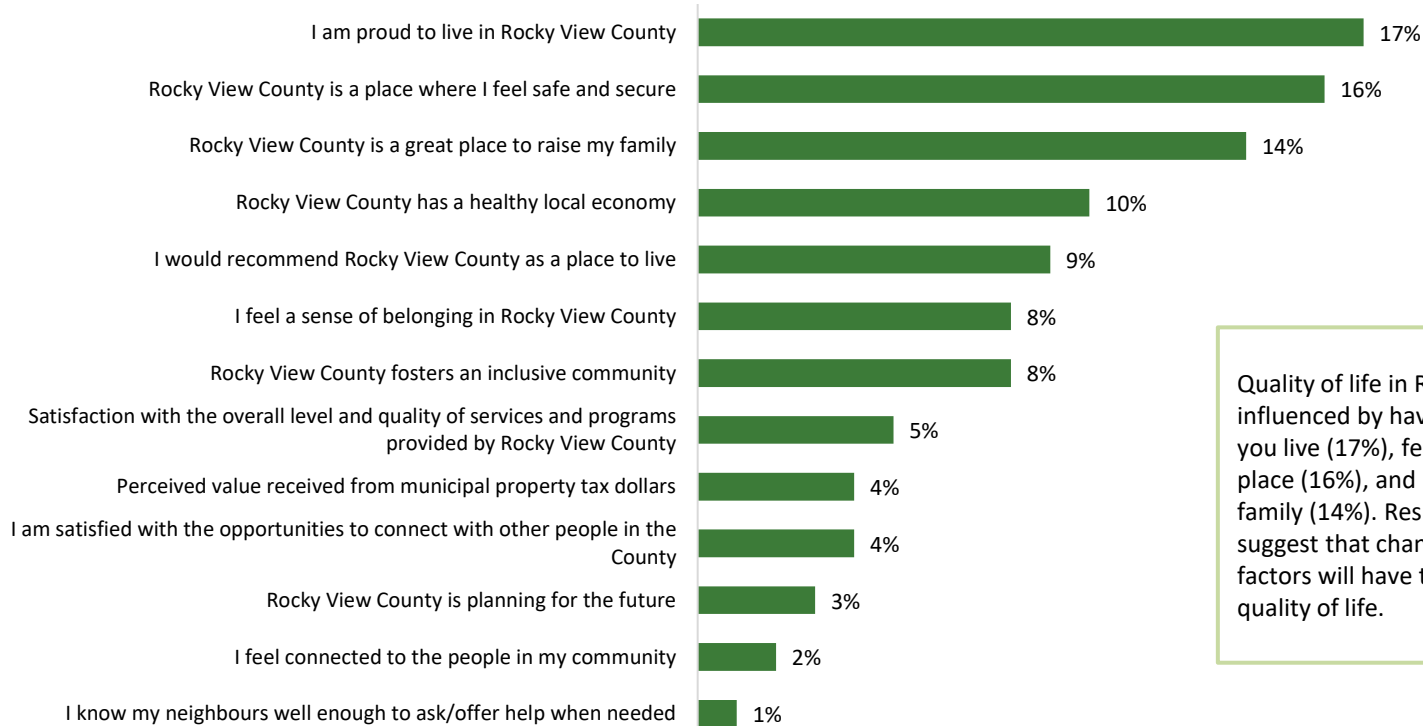 I am proud to live in Rocky View County 17%
Rocky View County is a place where I feel safe and secure 16%
Rocky View County is a great place to raise my family 14%
Rocky View County has a healthy local economy 10%
I would recommend Rocky View County as a place to live 9%
I feel a sense of belonging in Rocky View County 8%
Rocky View County fosters an inclusive community 8%
Satisfaction with the overall level and quality of services and programs
provided by Rocky View County 5%
Perceived value received from municipal property tax dollars 4%
I am satisfied with the opportunities to connect with other people in the
County 4%
Rocky View County is planning for the future 3%
I feel connected to the people in my community 2%
I know my neighbours well enough to ask/offer help when needed 1%
Quality of life in
influenced by
you live (17%),
place (16%), and
family (14%).
suggest that
factors will have
quality of life.